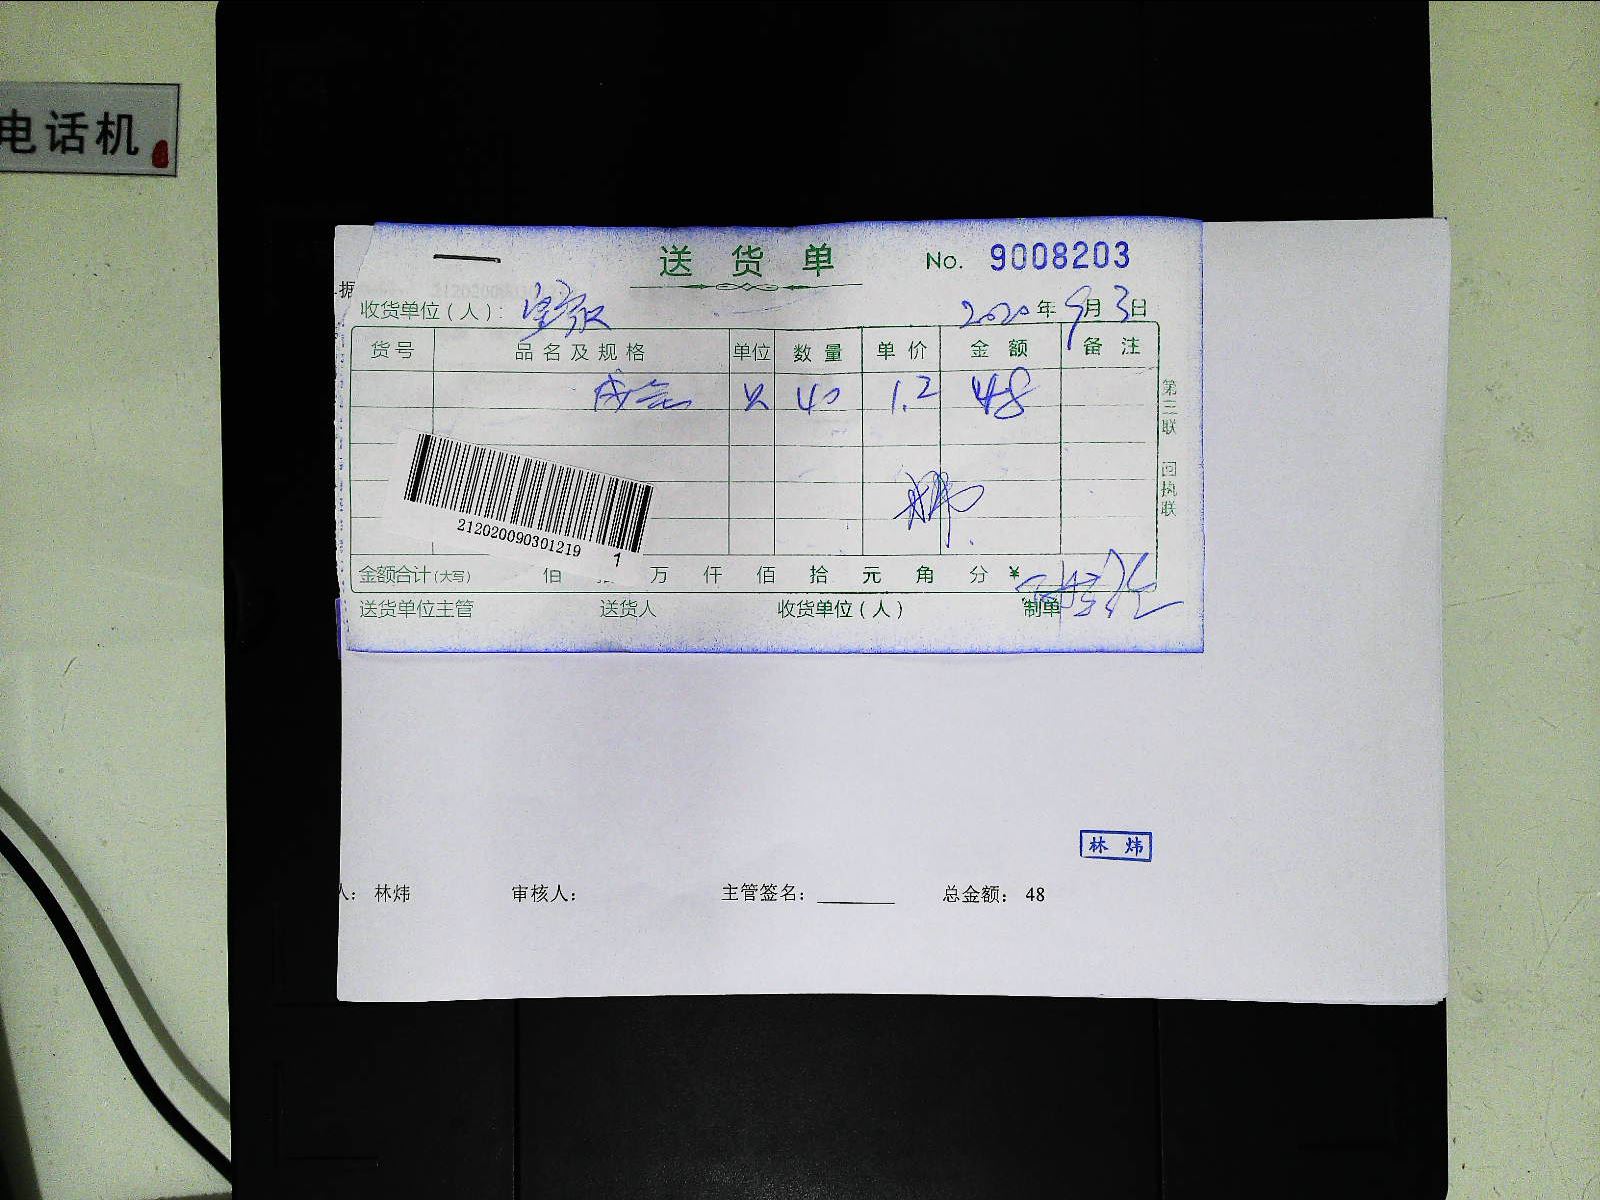 电话机
送货单 No. 9008203
据
收货单位(人): 2020年9月3日
货号 品名及规格 单位 数量 单价 金额 备注
只 40 1.2 48
第三联 回执联
212020090301219
1
金额合计(大写) 佰 万 仟 佰 拾 元 角 分 ¥
送货单位主管 送货人 收货单位(人) 制单
林炜
人: 林炜 审核人: 主管签名: 总金额: 48